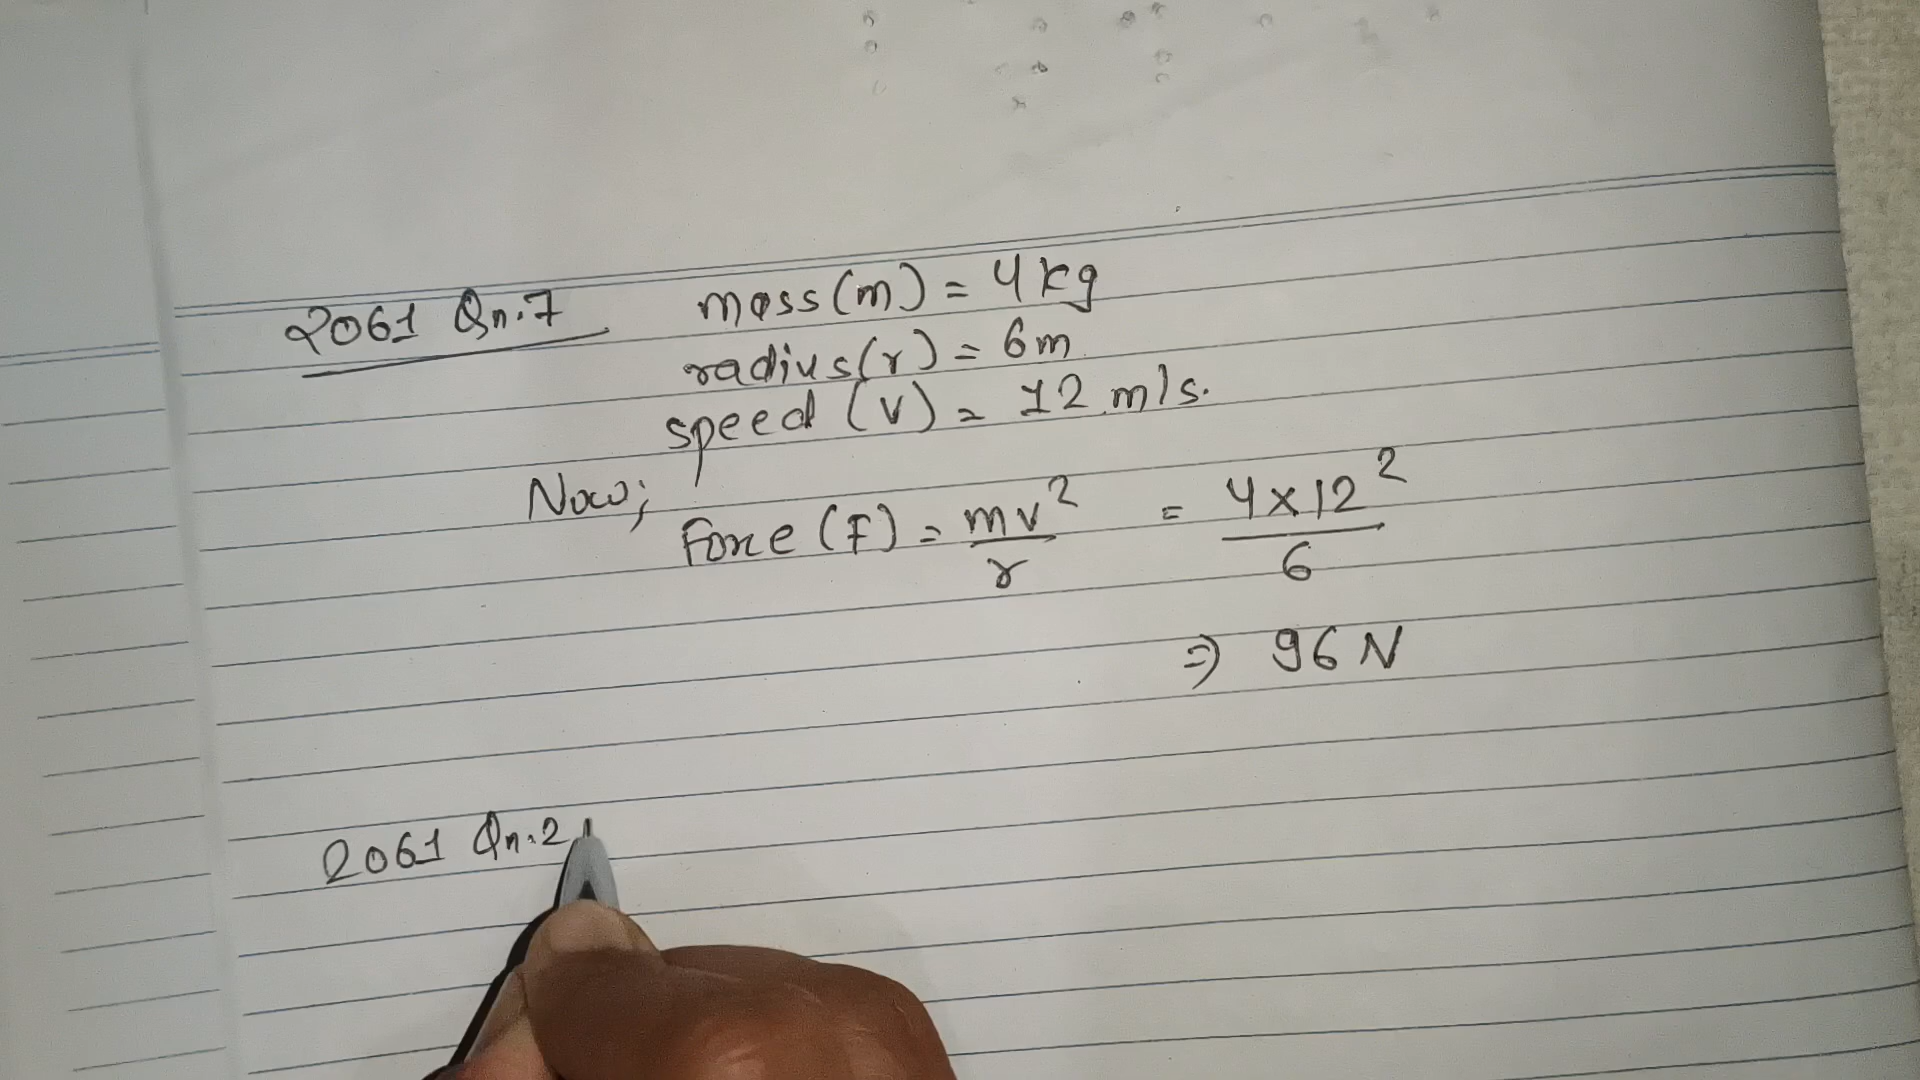 2061 Qn.7 mass(m) = 4 kg
radius(r) = 6m
speed (v) = 12 m/s.
Now;
Force (F) = mv²/r = 4×12²/6
⇒ 96 N
2061 Qn.2